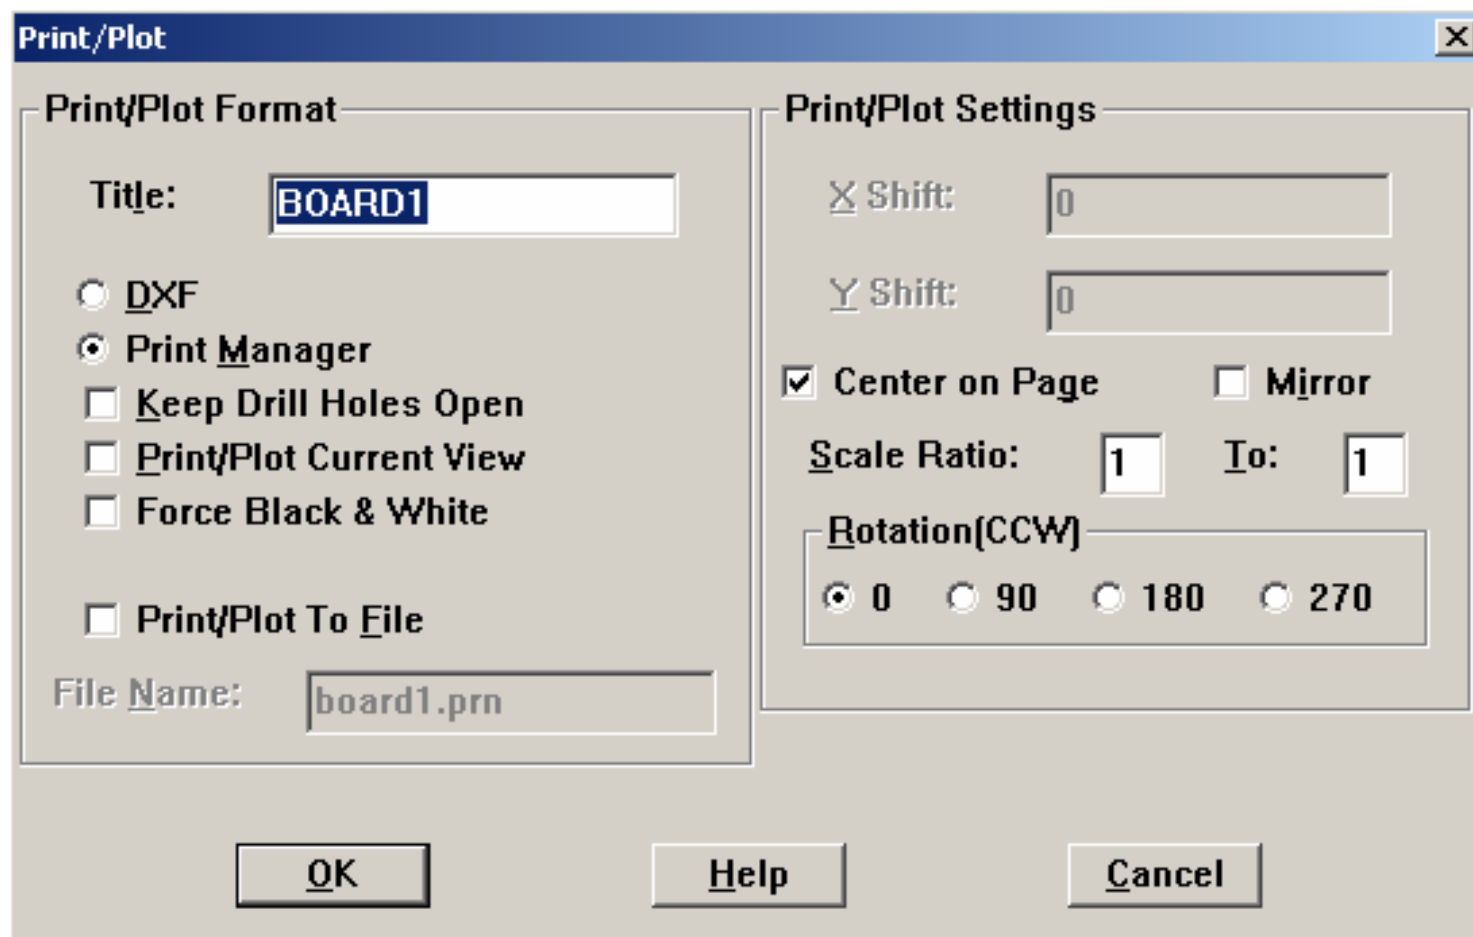 Print/Plot
Print/Plot Format
Title: BOARD1
DXF
Print Manager
Keep Drill Holes Open
Print/Plot Current View
Force Black & White
Print/Plot To File
File Name: board1.prn
Print/Plot Settings
X Shift: 0
Y Shift: 0
Center on Page Mirror
Scale Ratio: 1 To: 1
Rotation(CCW)
0 90 180 270
OK Help Cancel